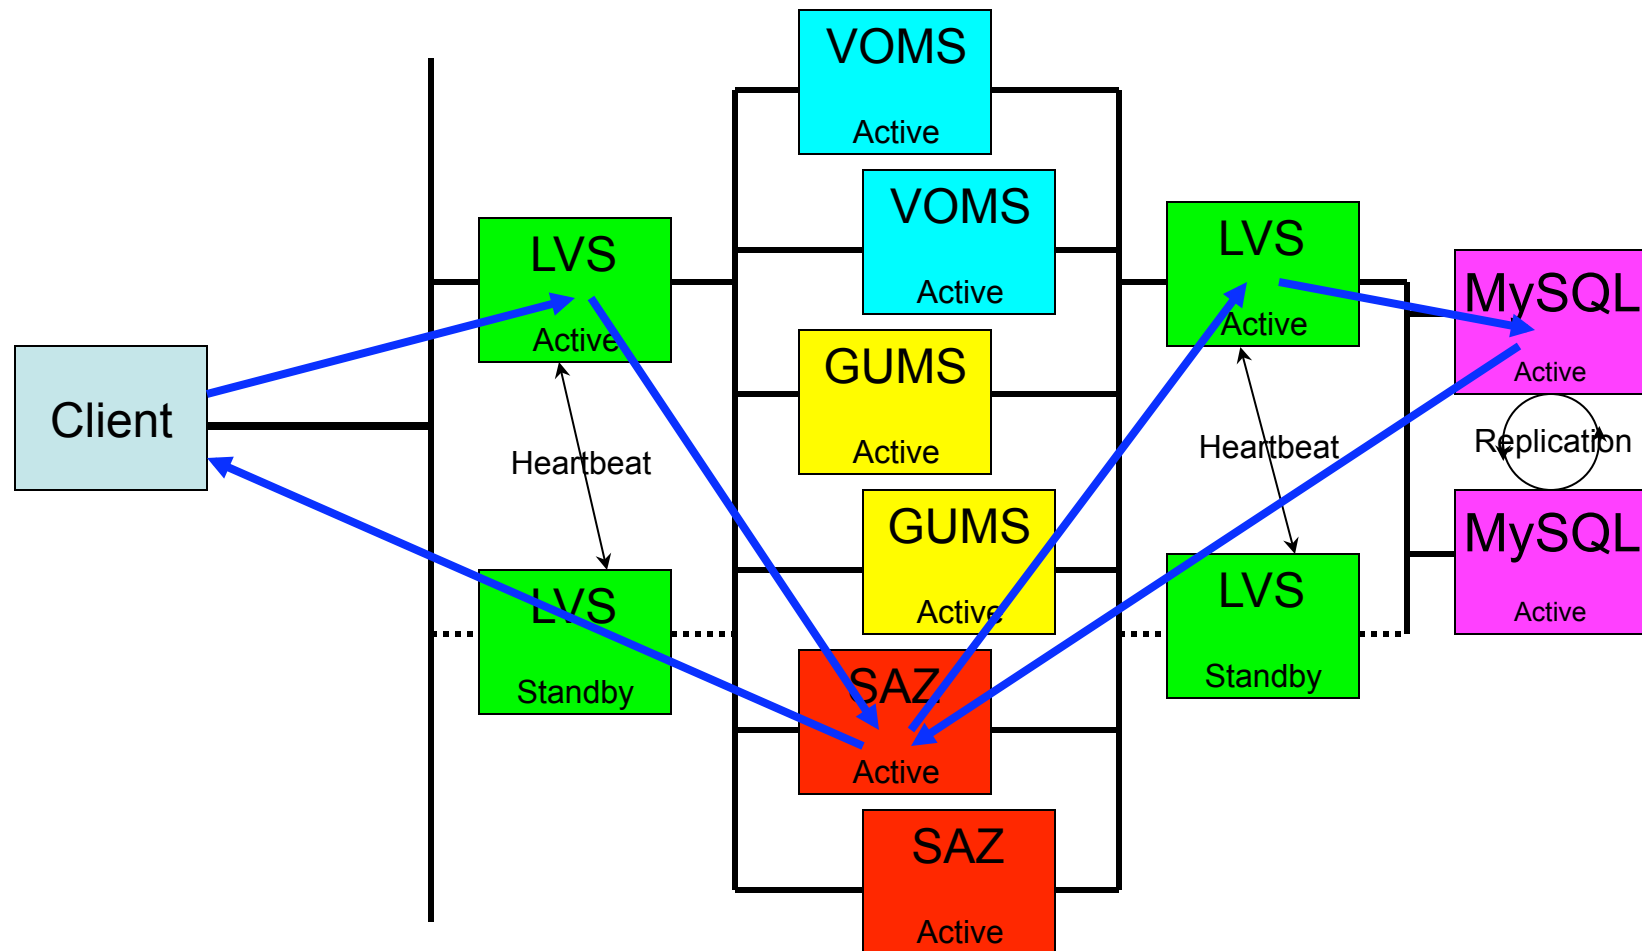 VOMS
Active
VOMS
Active
LVS
Active
LVS
Active
MySQL
Active
GUMS
Active
Client
Heartbeat
Heartbeat
Replication
GUMS
Active
MySQL
Active
LVS
Standby
LVS
Standby
SAZ
Active
SAZ
Active